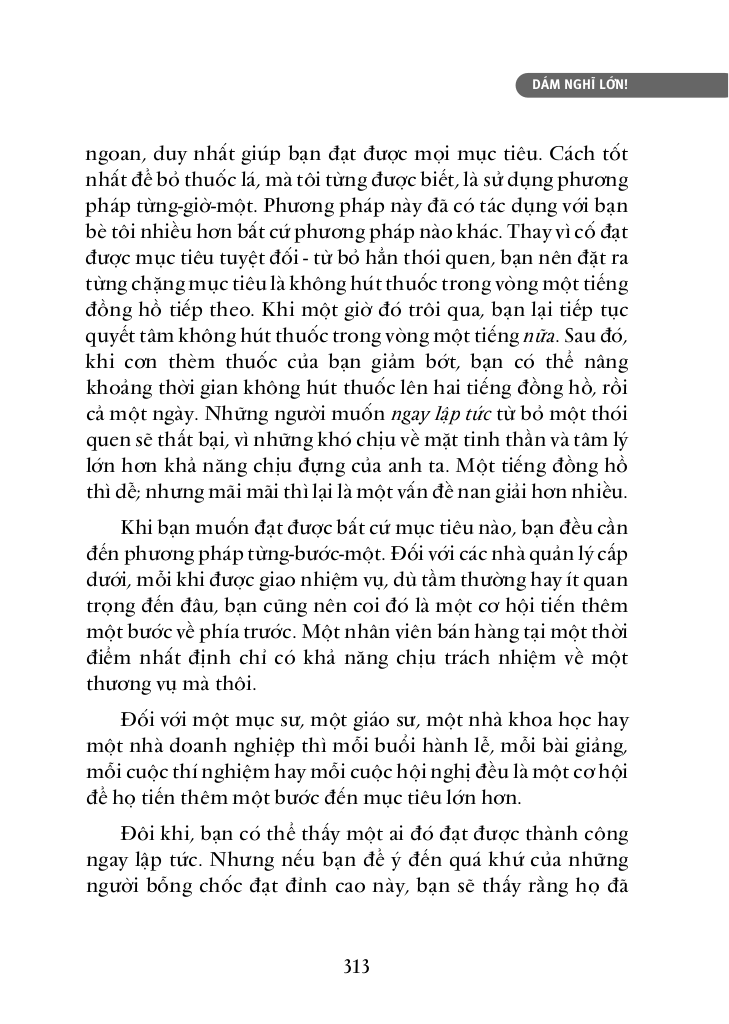 DÁM NGHĨ LỚN!
ngoan, duy nhất giúp bạn đạt được mọi mục tiêu. Cách tốt
nhất để bỏ thuốc lá, mà tôi từng được biết, là sử dụng phương
pháp từng-giờ-một. Phương pháp này đã có tác dụng với bạn
bè tôi nhiều hơn bất cứ phương pháp nào khác. Thay vì cố đạt
được mục tiêu tuyệt đối - từ bỏ hẳn thói quen, bạn nên đặt ra
từng chặng mục tiêu là không hút thuốc trong vòng một tiếng
đồng hồ tiếp theo. Khi một giờ đó trôi qua, bạn lại tiếp tục
quyết tâm không hút thuốc trong vòng một tiếng nữa. Sau đó,
khi cơn thèm thuốc của bạn giảm bớt, bạn có thể nâng
khoảng thời gian không hút thuốc lên hai tiếng đồng hồ, rồi
cả một ngày. Những người muốn ngay lập tức từ bỏ một thói
quen sẽ thất bại, vì những khó chịu về mặt tinh thần và tâm lý
lớn hơn khả năng chịu đựng của anh ta. Một tiếng đồng hồ
thì dễ; nhưng mãi mãi thì lại là một vấn đề nan giải hơn nhiều.
Khi bạn muốn đạt được bất cứ mục tiêu nào, bạn đều cần
đến phương pháp từng-bước-một. Đối với các nhà quản lý cấp
dưới, mỗi khi được giao nhiệm vụ, dù tầm thường hay ít quan
trọng đến đâu, bạn cũng nên coi đó là một cơ hội tiến thêm
một bước về phía trước. Một nhân viên bán hàng tại một thời
điểm nhất định chỉ có khả năng chịu trách nhiệm về một
thương vụ mà thôi.
Đối với một mục sư, một giáo sư, một nhà khoa học hay
một nhà doanh nghiệp thì mỗi buổi hành lễ, mỗi bài giảng,
mỗi cuộc thí nghiệm hay mỗi cuộc hội nghị đều là một cơ hội
để họ tiến thêm một bước đến mục tiêu lớn hơn.
Đôi khi, bạn có thể thấy một ai đó đạt được thành công
ngay lập tức. Nhưng nếu bạn để ý đến quá khứ của những
người bỗng chốc đạt đỉnh cao này, bạn sẽ thấy rằng họ đã
313